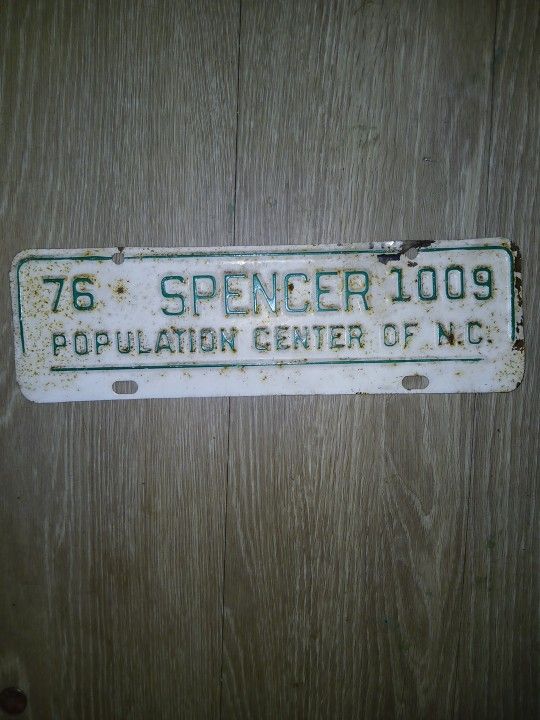 76 SPENCER 1009
POPULATION CENTER OF N.C.